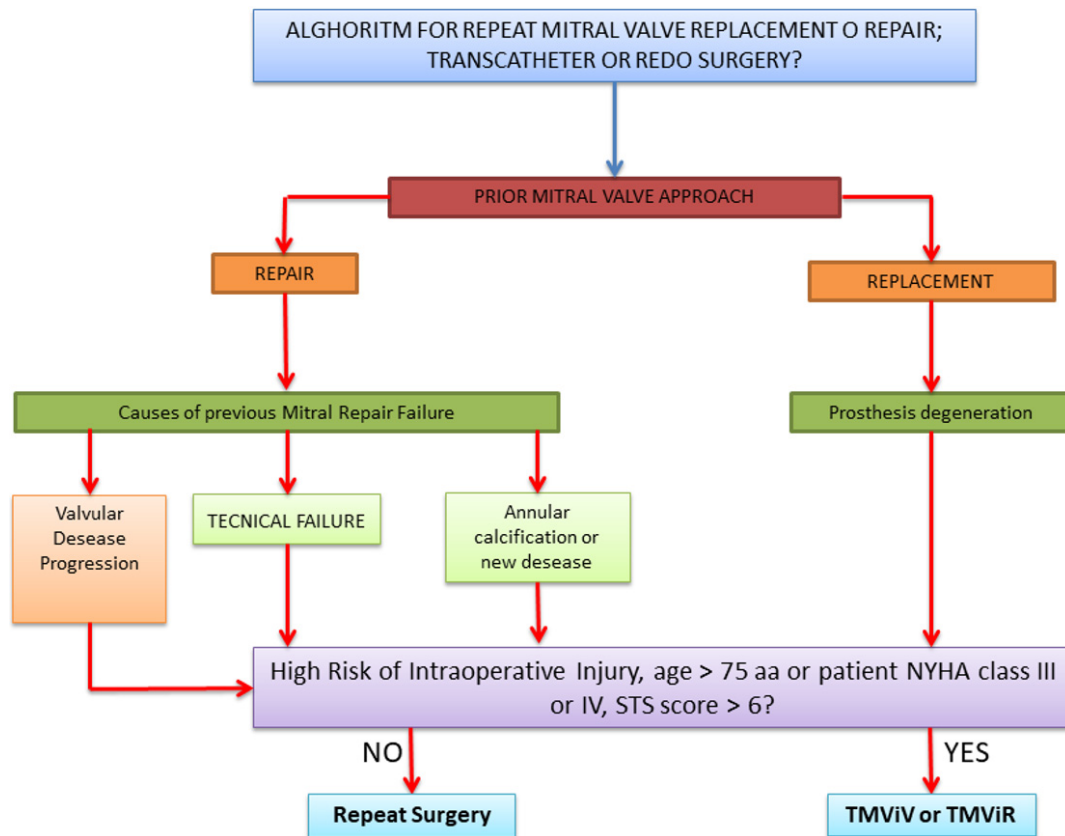 ALGHORITM FOR REPEAT MITRAL VALVE REPLACEMENT O REPAIR;
TRANSCATHETER OR REDO SURGERY?
PRIOR MITRAL VALVE APPROACH
REPAIR
REPLACEMENT
Causes of previous Mitral Repair Failure
Prosthesis degeneration
Valvular
Desease
Progression
TECNICAL FAILURE
Annular
calcification or
new desease
High Risk of Intraoperative Injury, age > 75 aa or patient NYHA class III
or IV, STS score > 6?
NO
YES
Repeat Surgery
TMViV or TMViR